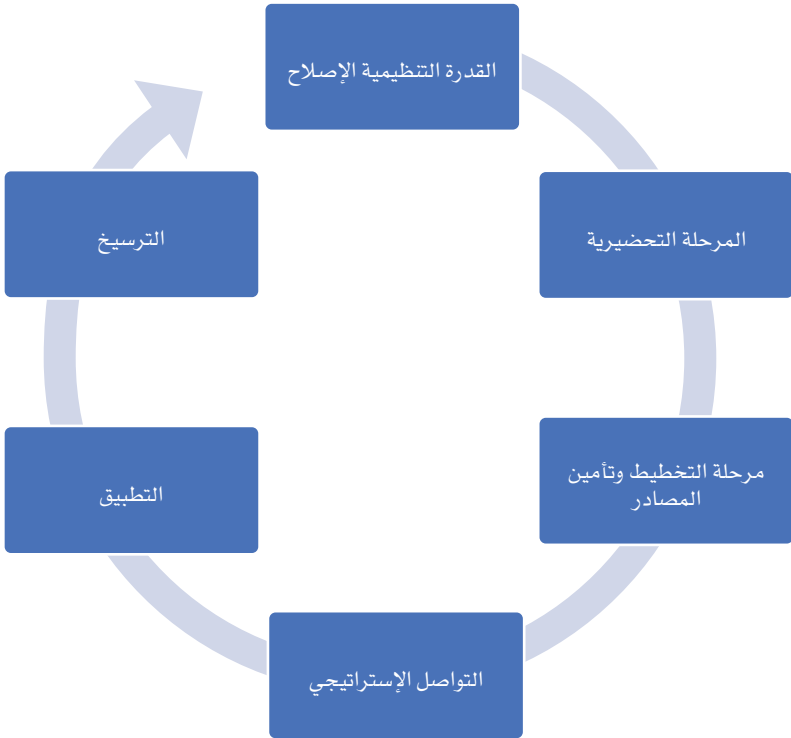 القدرة التنظيمية الإصلاح
المرحلة التحضيرية
مرحلة التخطيط وتأمين
المصادر
التواصل الإستراتيجي
التطبيق
الترسيخ